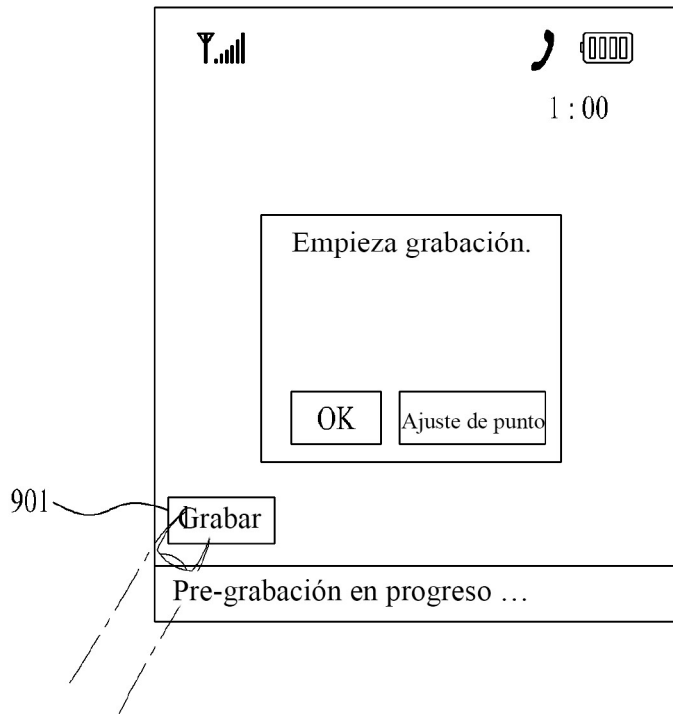 1 : 00
Empieza grabación.
OK
Ajuste de punto
901
Grabar
Pre-grabación en progreso ...